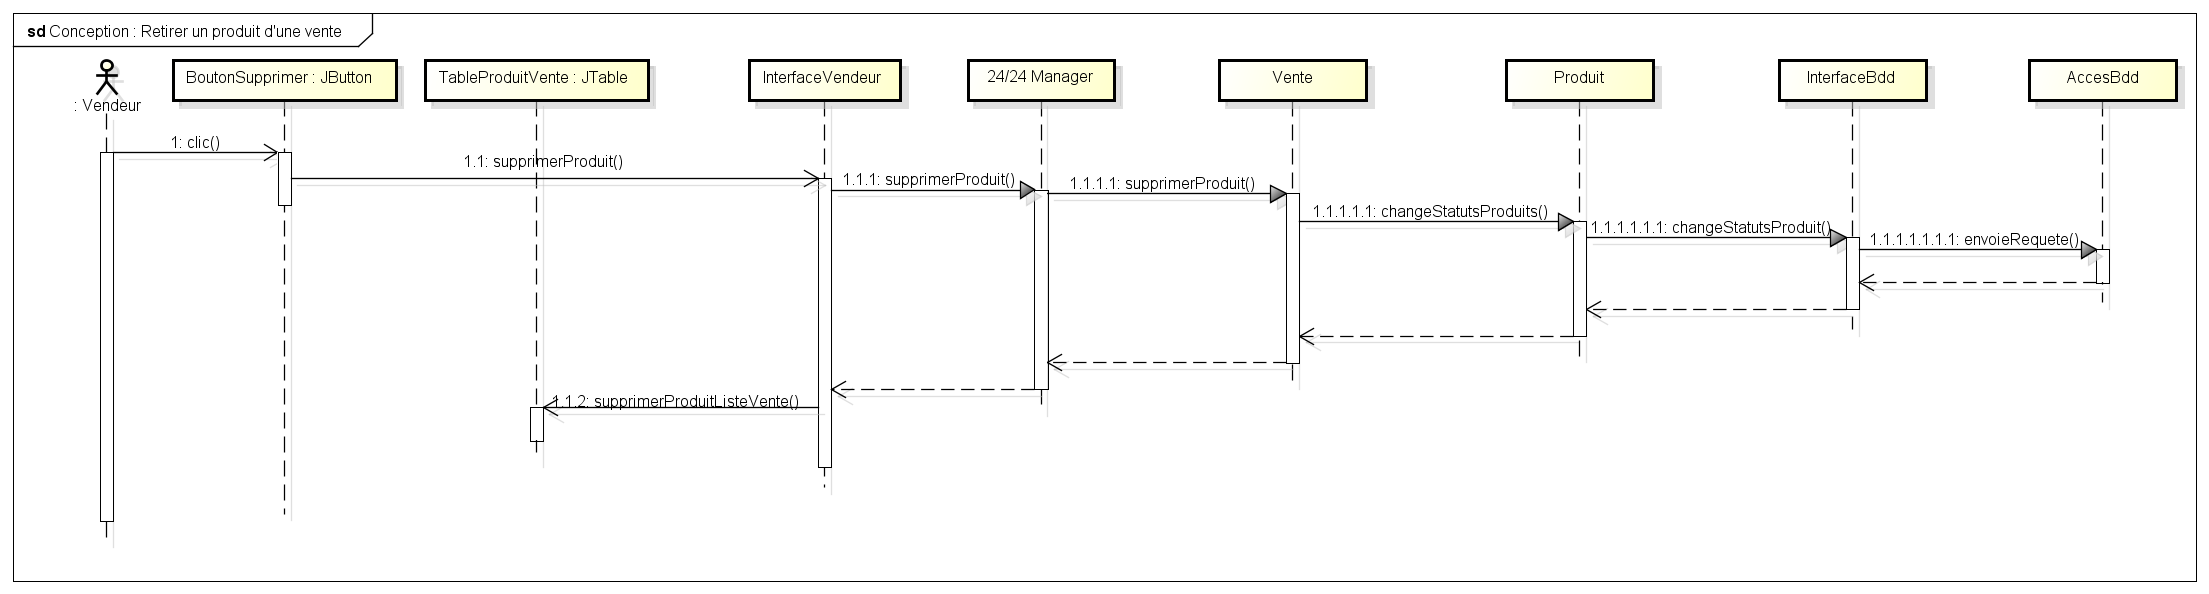 sd Conception : Retirer un produit d'une vente
: Vendeur
BoutonSupprimer : JButton
TableProduitVente : JTable
InterfaceVendeur
24/24 Manager
Vente
Produit
InterfaceBdd
AccesBdd
1: clic()
1.1: supprimerProduit()
1.1.1: supprimerProduit()
1.1.1.1: supprimerProduit()
1.1.1.1.1: changeStatutsProduits()
1.1.1.1.1.1: changeStatutsProduit()
1.1.1.1.1.1.1: envoieRequete()
1.1.2: supprimerProduitListeVente()